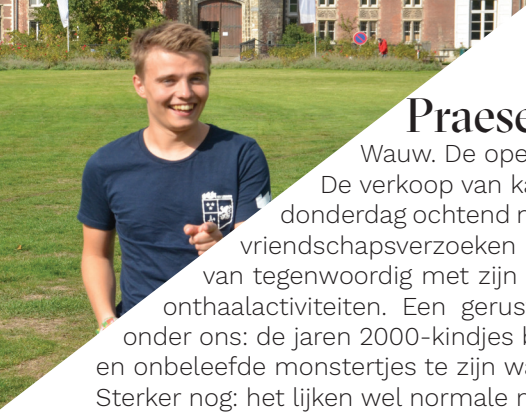 Praese
Wauw. De ope
De verkoop van ka
donderdag ochtend
vriendschapsverzoeken
van tegenwoordig met zijn
onthaalactiviteiten. Een gerus
onder ons: de jaren 2000-kindjes
en onbeleefde monstertjes te zijn wa
Sterker nog: het lijken wel normale